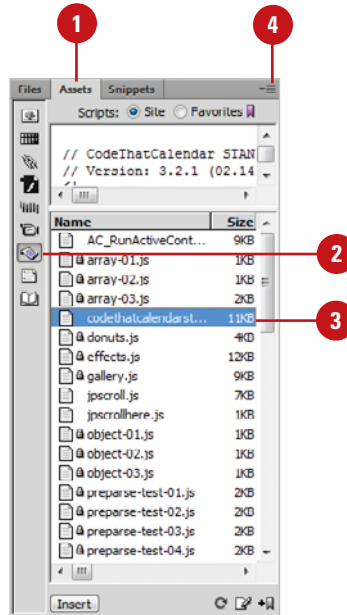 1
4
Files Assets Snippets
Scripts: Site Favorites
// CodeThatCalendar STAN
// Version: 3.2.1 (02.14
Name Size
AC_RunActiveCont... 9KB
array-01.js 1KB
array-02.js 1KB
array-03.js 2KB
2
codethatcalendarst... 11KB
3
donuts.js 4KB
effects.js 12KB
gallery.js 9KB
jpscroll.js 7KB
jpscrollhere.js 1KB
object-01.js 1KB
object-02.js 1KB
object-03.js 1KB
preparse-test-01.js 2KB
preparse-test-02.js 2KB
preparse-test-03.js 2KB
preparse-test-04.js 2KB
Insert